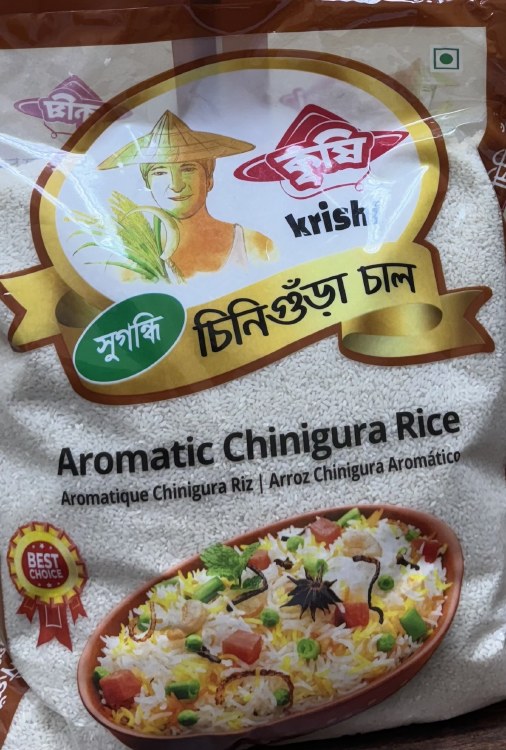 কৃষি
krishi
সুগন্ধি
চিনিগুঁড়া চাল
Aromatic Chinigura Rice
Aromatique Chinigura Riz | Arroz Chinigura Aromático
BEST
CHOICE